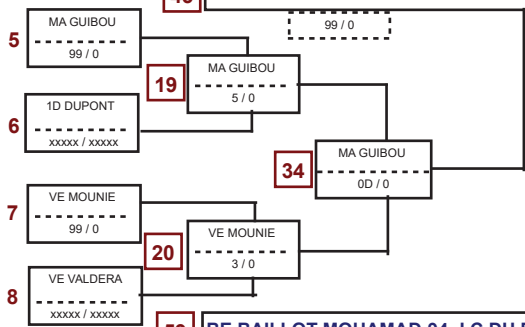 99 / 0
5
MA GUIBOU
99 / 0
19
MA GUIBOU
5 / 0
6
1D DUPONT
xxxxx / xxxxx
34
MA GUIBOU
0D / 0
7
VE MOUNIE
99 / 0
20
VE MOUNIE
3 / 0
8
VE VALDERA
xxxxx / xxxxx